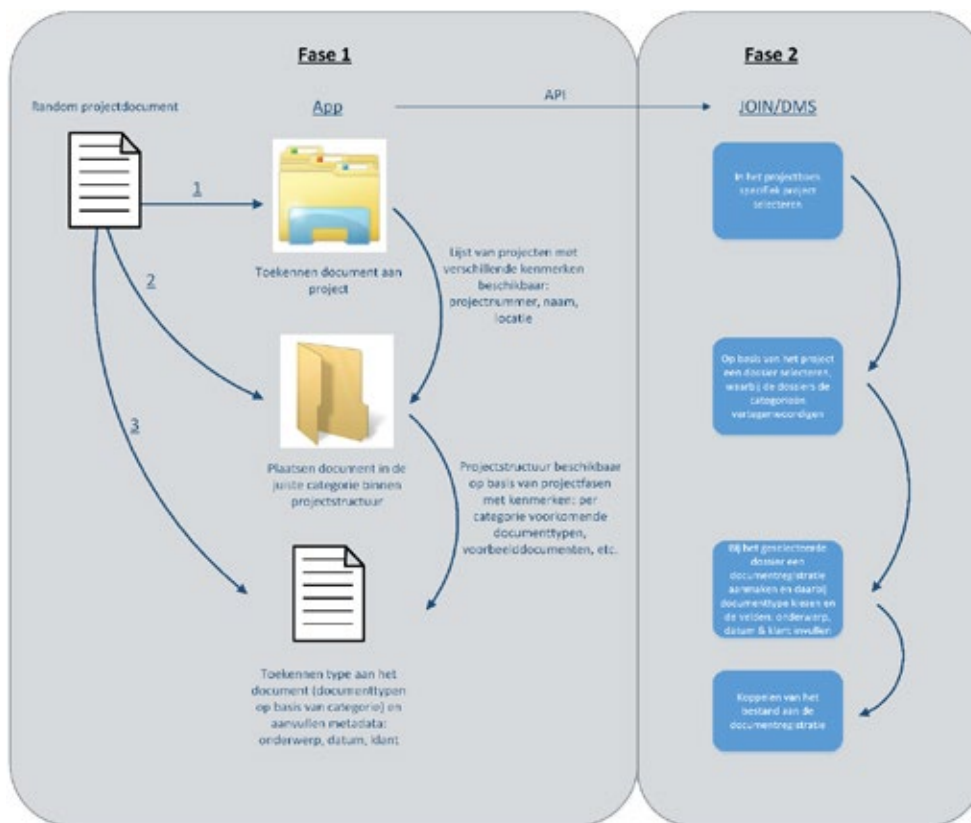 Fase 1
Random projectdocument
App
1
Toekennen document aan
project
Lijst van projecten met
verschillende kenmerken
beschikbaar:
projectnummer, naam,
locatie
2
Plaatsen document in de
juiste categorie binnen
projectstructuur
Projectstructuur beschikbaar
op basis van projectfasen
met kenmerken: per
categorie voorkomende
documenttypen,
voorbeelddocumenten, etc.
3
Toekennen type aan het
document (documenttypen
op basis van categorie) en
aanvullen metadata:
onderwerp, datum, klant
API
Fase 2
JOIN/DMS
In het projectboek
specifiek project
selecteren
Op basis van het project
een dossier selecteren,
waarbij de dossiers de
categorieën
vertegenwoordigen
Bij het geselecteerde
dossier een
documentregistratie
aanmaken en daarbij
documenttype kiezen en
de velden: onderwerp,
datum & klant invullen
Koppelen van het
bestand aan de
documentregistratie